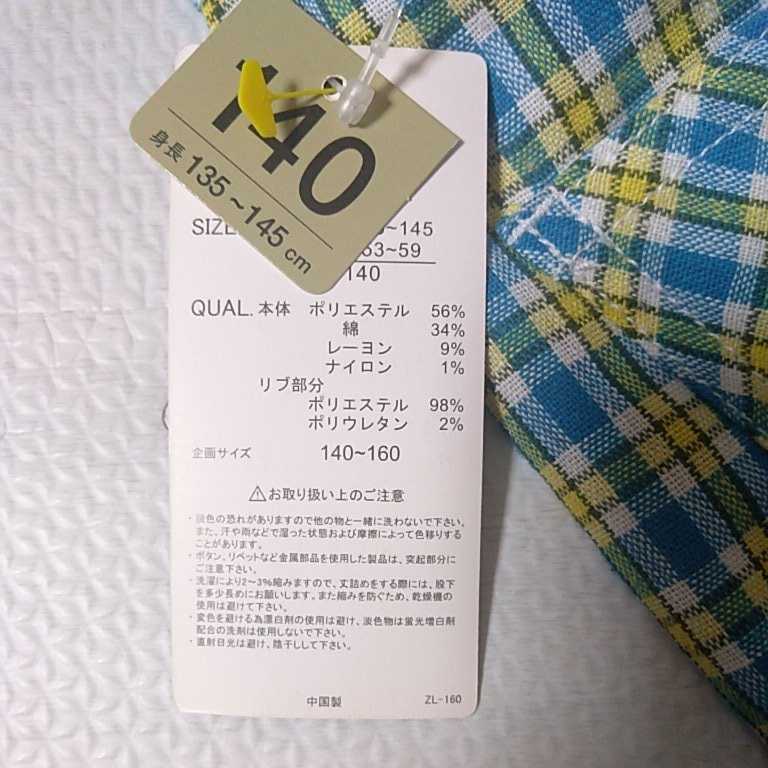 140
身長 135~145 cm
SIZE
~145
53~59
140
QUAL. 本体 ポリエステル 56%
綿 34%
レーヨン 9%
ナイロン 1%
リブ部分
ポリエステル 98%
ポリウレタン 2%
企画サイズ 140~160
⚠お取り扱い上のご注意
・脱色の恐れがありますので他の物と一緒に洗わないで下さい。
また、汗や雨などで湿った状態および摩擦によって色移りする
ことがあります。
・ボタン、リベットなど金属部品を使用した製品は、突起部分に
ご注意下さい。
・洗濯により2~3%縮みますので、丈詰めをする際には、股下
を多少長めにお願いします。また縮みを防ぐため、乾燥機の
使用は避けて下さい。
・変色を避ける為漂白剤の使用は避け、淡色物は蛍光増白剤
配合の洗剤は使用しないで下さい。
・直射日光は避け、陰干しして下さい。
中国製 ZL-160